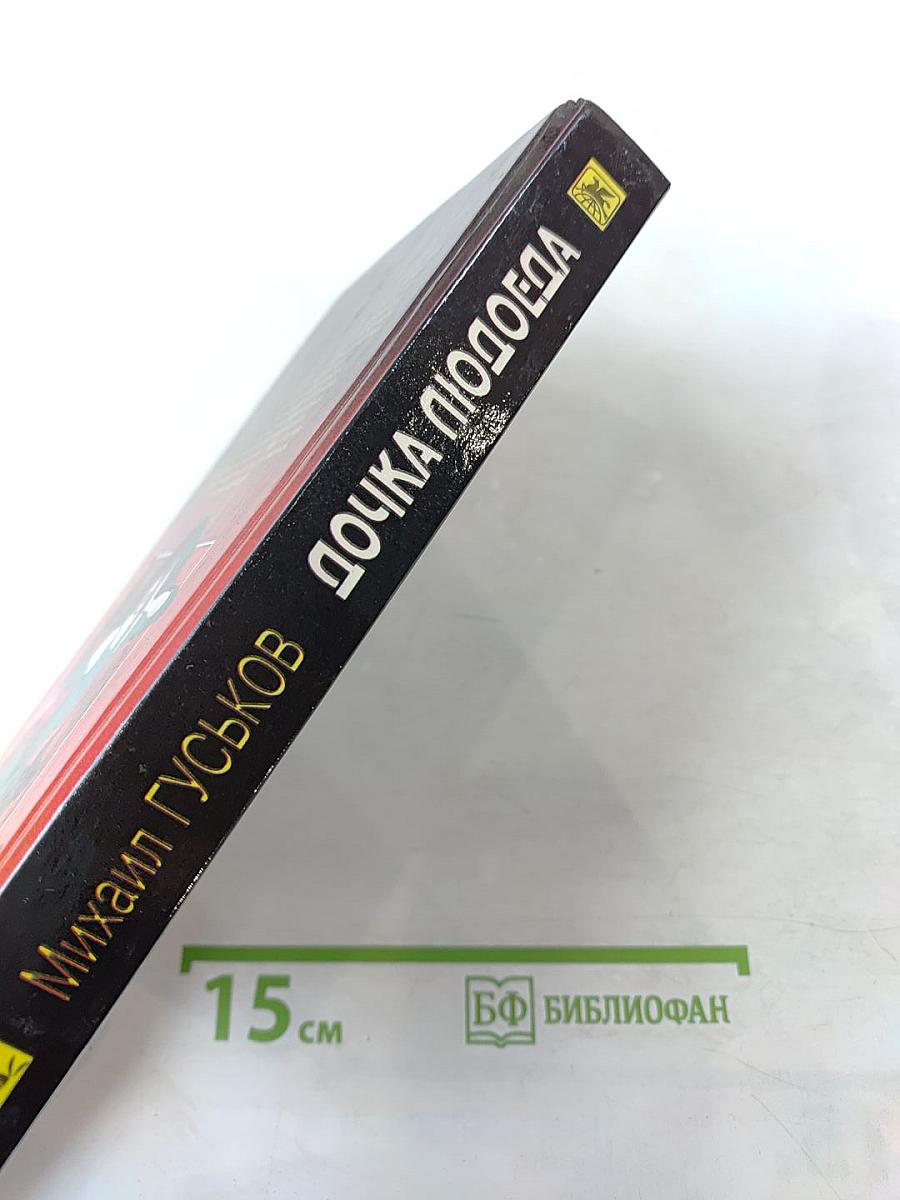 Михаил ГУСЬКОВ ДОЧКА ЛЮДОЕДА
15 см
БФ БИБЛИОФАН